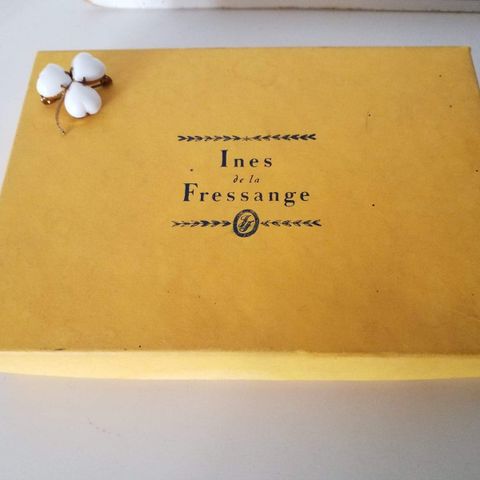 Ines
de la
Fressange